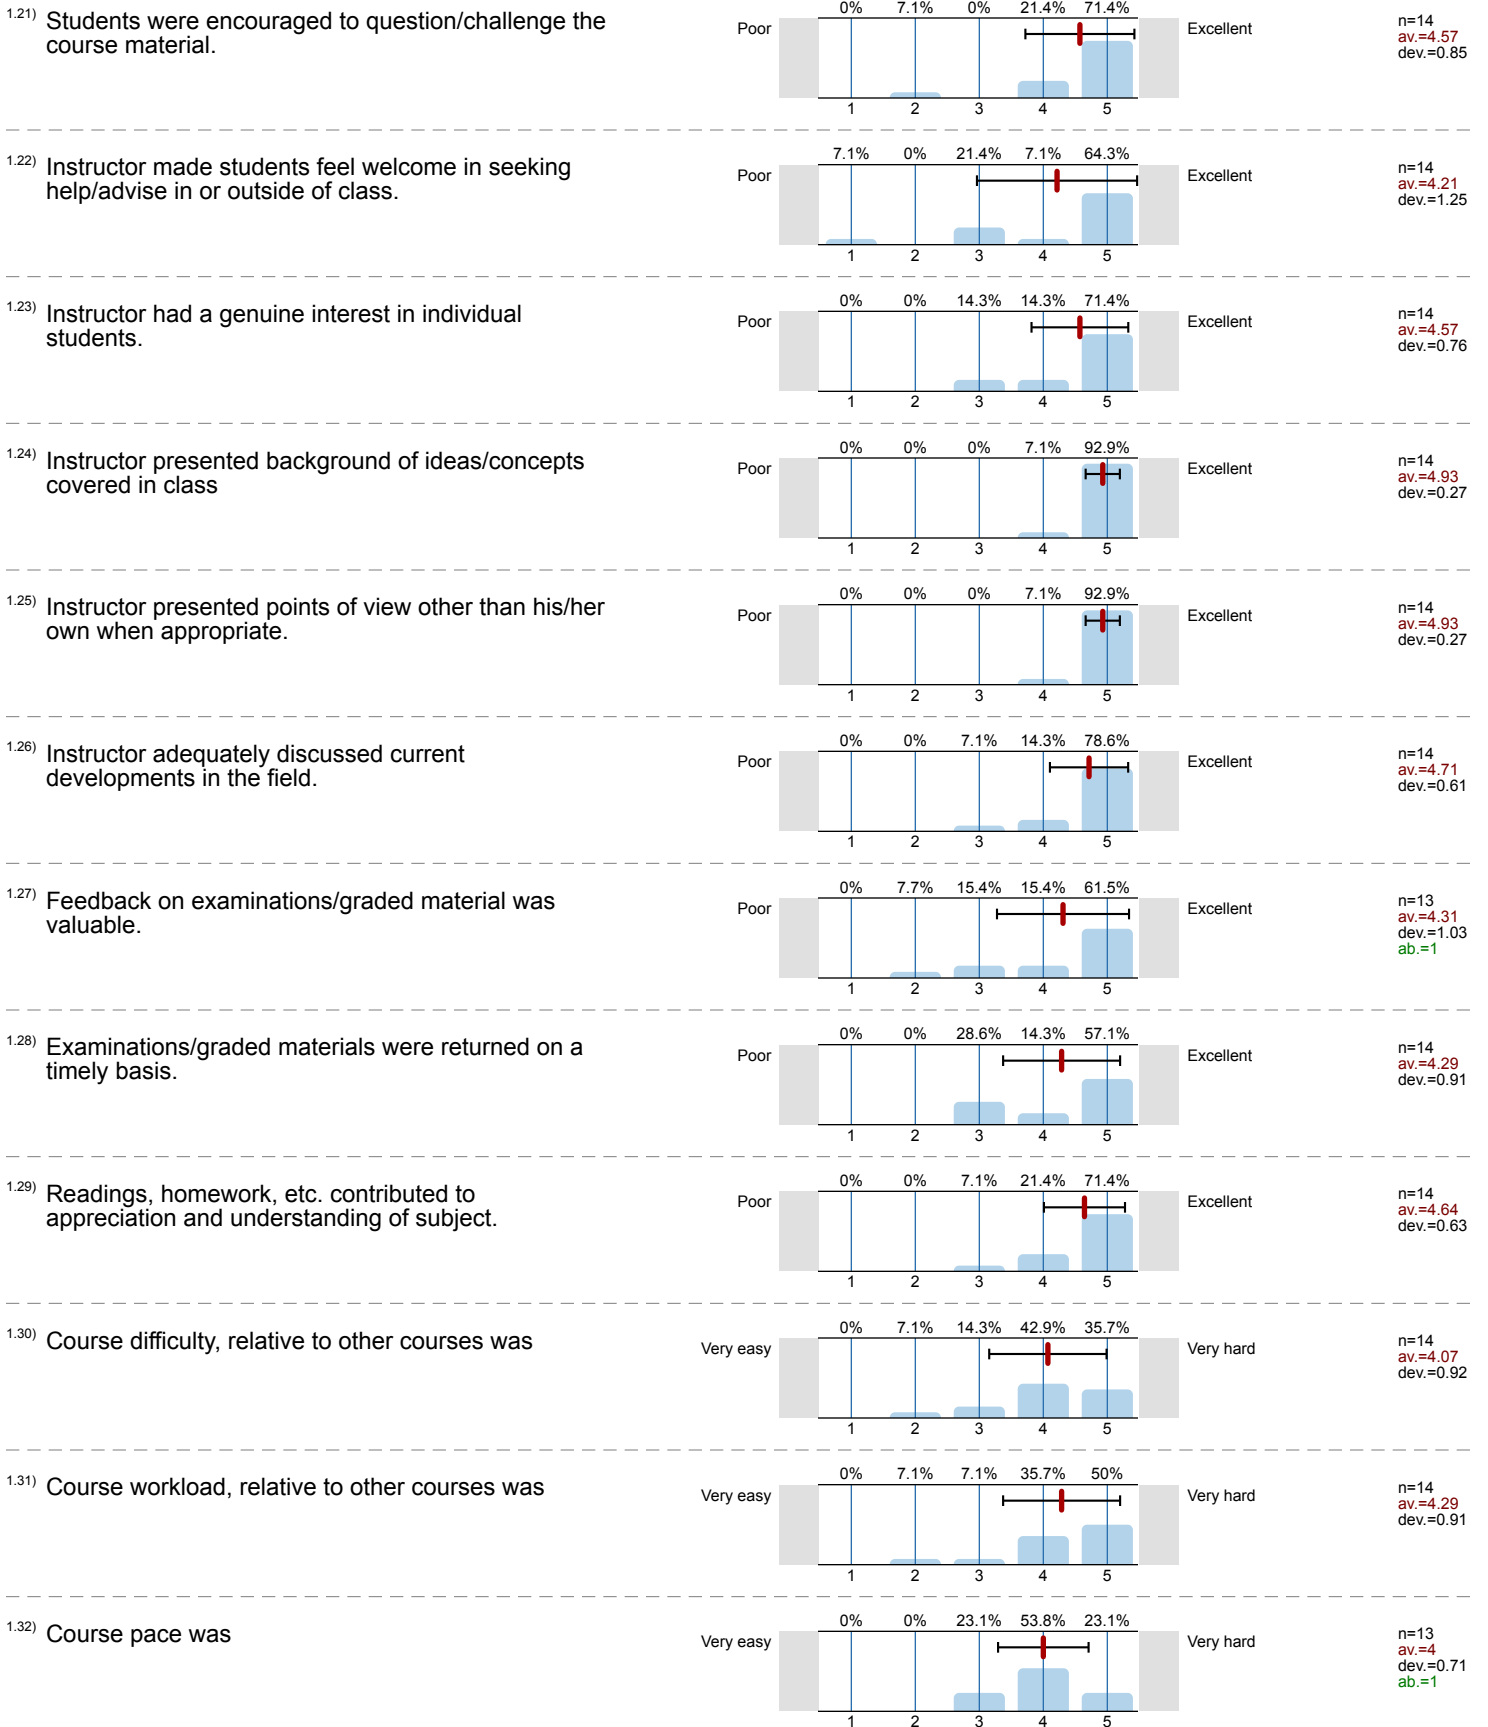 1.21) Students were encouraged to question/challenge the
course material.
0% 7.1% 0% 21.4% 71.4%
Poor Excellent
1 2 3 4 5
n=14
av.=4.57
dev.=0.85
1.22) Instructor made students feel welcome in seeking
help/advise in or outside of class.
7.1% 0% 21.4% 7.1% 64.3%
Poor Excellent
1 2 3 4 5
n=14
av.=4.21
dev.=1.25
1.23) Instructor had a genuine interest in individual
students.
0% 0% 14.3% 14.3% 71.4%
Poor Excellent
1 2 3 4 5
n=14
av.=4.57
dev.=0.76
1.24) Instructor presented background of ideas/concepts
covered in class
0% 0% 0% 7.1% 92.9%
Poor Excellent
1 2 3 4 5
n=14
av.=4.93
dev.=0.27
1.25) Instructor presented points of view other than his/her
own when appropriate.
0% 0% 0% 7.1% 92.9%
Poor Excellent
1 2 3 4 5
n=14
av.=4.93
dev.=0.27
1.26) Instructor adequately discussed current
developments in the field.
0% 0% 7.1% 14.3% 78.6%
Poor Excellent
1 2 3 4 5
n=14
av.=4.71
dev.=0.61
1.27) Feedback on examinations/graded material was
valuable.
0% 7.7% 15.4% 15.4% 61.5%
Poor Excellent
1 2 3 4 5
n=13
av.=4.31
dev.=1.03
ab.=1
1.28) Examinations/graded materials were returned on a
timely basis.
0% 0% 28.6% 14.3% 57.1%
Poor Excellent
1 2 3 4 5
n=14
av.=4.29
dev.=0.91
1.29) Readings, homework, etc. contributed to
appreciation and understanding of subject.
0% 0% 7.1% 21.4% 71.4%
Poor Excellent
1 2 3 4 5
n=14
av.=4.64
dev.=0.63
1.30) Course difficulty, relative to other courses was
0% 7.1% 14.3% 42.9% 35.7%
Very easy Very hard
1 2 3 4 5
n=14
av.=4.07
dev.=0.92
1.31) Course workload, relative to other courses was
0% 7.1% 7.1% 35.7% 50%
Very easy Very hard
1 2 3 4 5
n=14
av.=4.29
dev.=0.91
1.32) Course pace was
0% 0% 23.1% 53.8% 23.1%
Very easy Very hard
1 2 3 4 5
n=13
av.=4
dev.=0.71
ab.=1